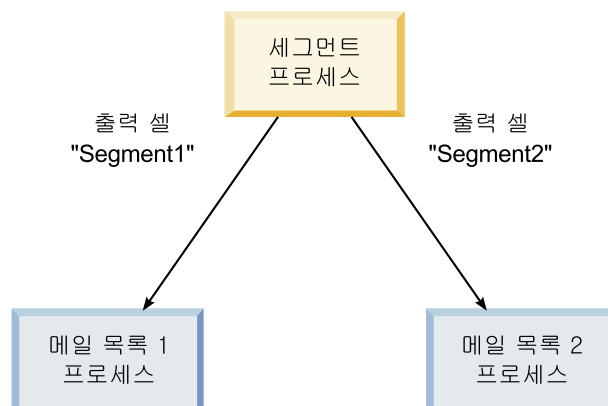 세그먼트
프로세스
출력 셀
"Segment1"
출력 셀
"Segment2"
메일 목록 1
프로세스
메일 목록 2
프로세스